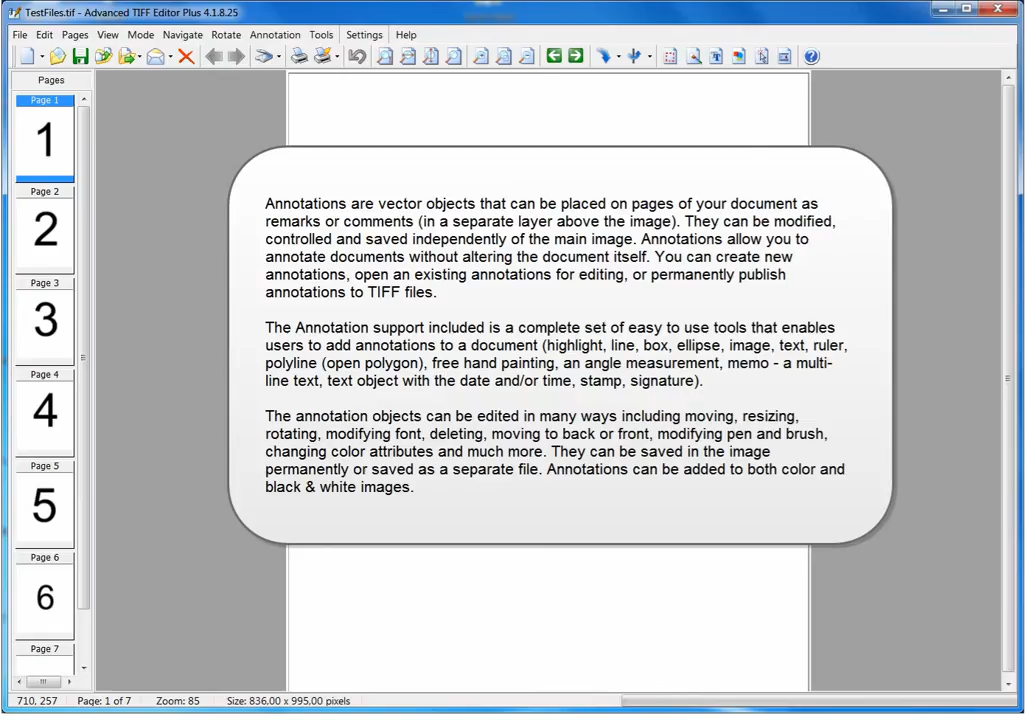 TestFiles.tif - Advanced TIFF Editor Plus 4.1.8.25
File Edit Pages View Mode Navigate Rotate Annotation Tools Settings Help
Pages
Page 1
1
Page 2
2
Page 3
3
Page 4
4
Page 5
5
Page 6
6
Page 7
Annotations are vector objects that can be placed on pages of your document as
remarks or comments (in a separate layer above the image). They can be modified,
controlled and saved independently of the main image. Annotations allow you to
annotate documents without altering the document itself. You can create new
annotations, open an existing annotations for editing, or permanently publish
annotations to TIFF files.
The Annotation support included is a complete set of easy to use tools that enables
users to add annotations to a document (highlight, line, box, ellipse, image, text, ruler,
polyline (open polygon), free hand painting, an angle measurement, memo - a multi-
line text, text object with the date and/or time, stamp, signature).
The annotation objects can be edited in many ways including moving, resizing,
rotating, modifying font, deleting, moving to back or front, modifying pen and brush,
changing color attributes and much more. They can be saved in the image
permanently or saved as a separate file. Annotations can be added to both color and
black & white images.
710, 257 Page: 1 of 7 Zoom: 85 Size: 836.00 x 995.00 pixels